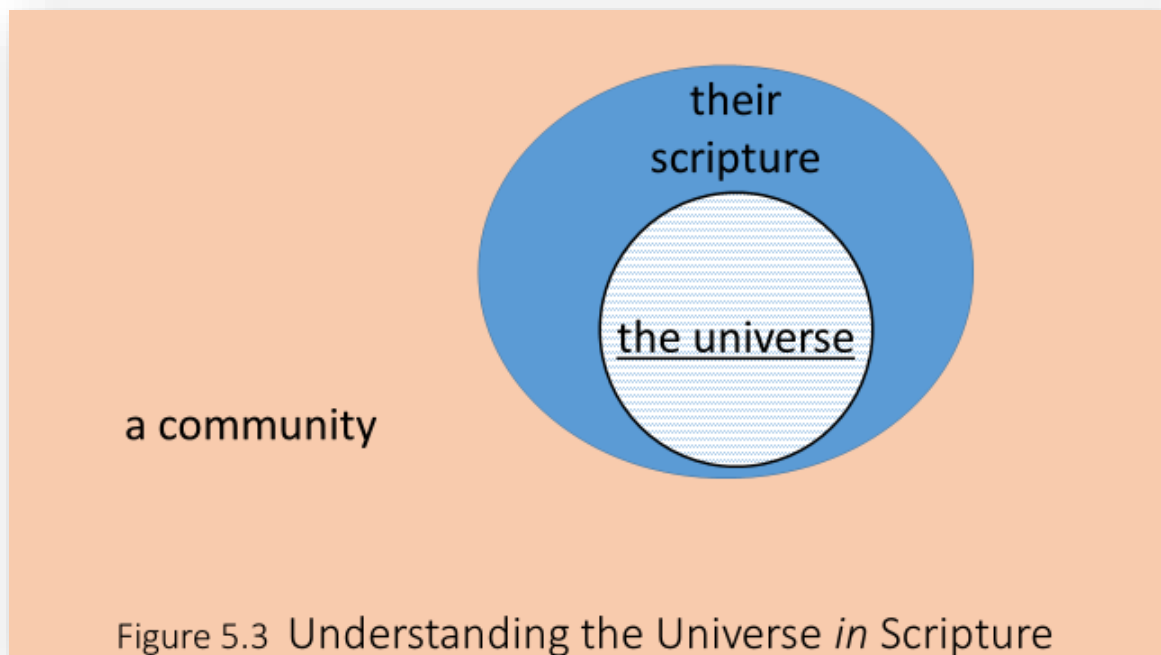 their
scripture
the universe
a community
Figure 5.3 Understanding the Universe in Scripture